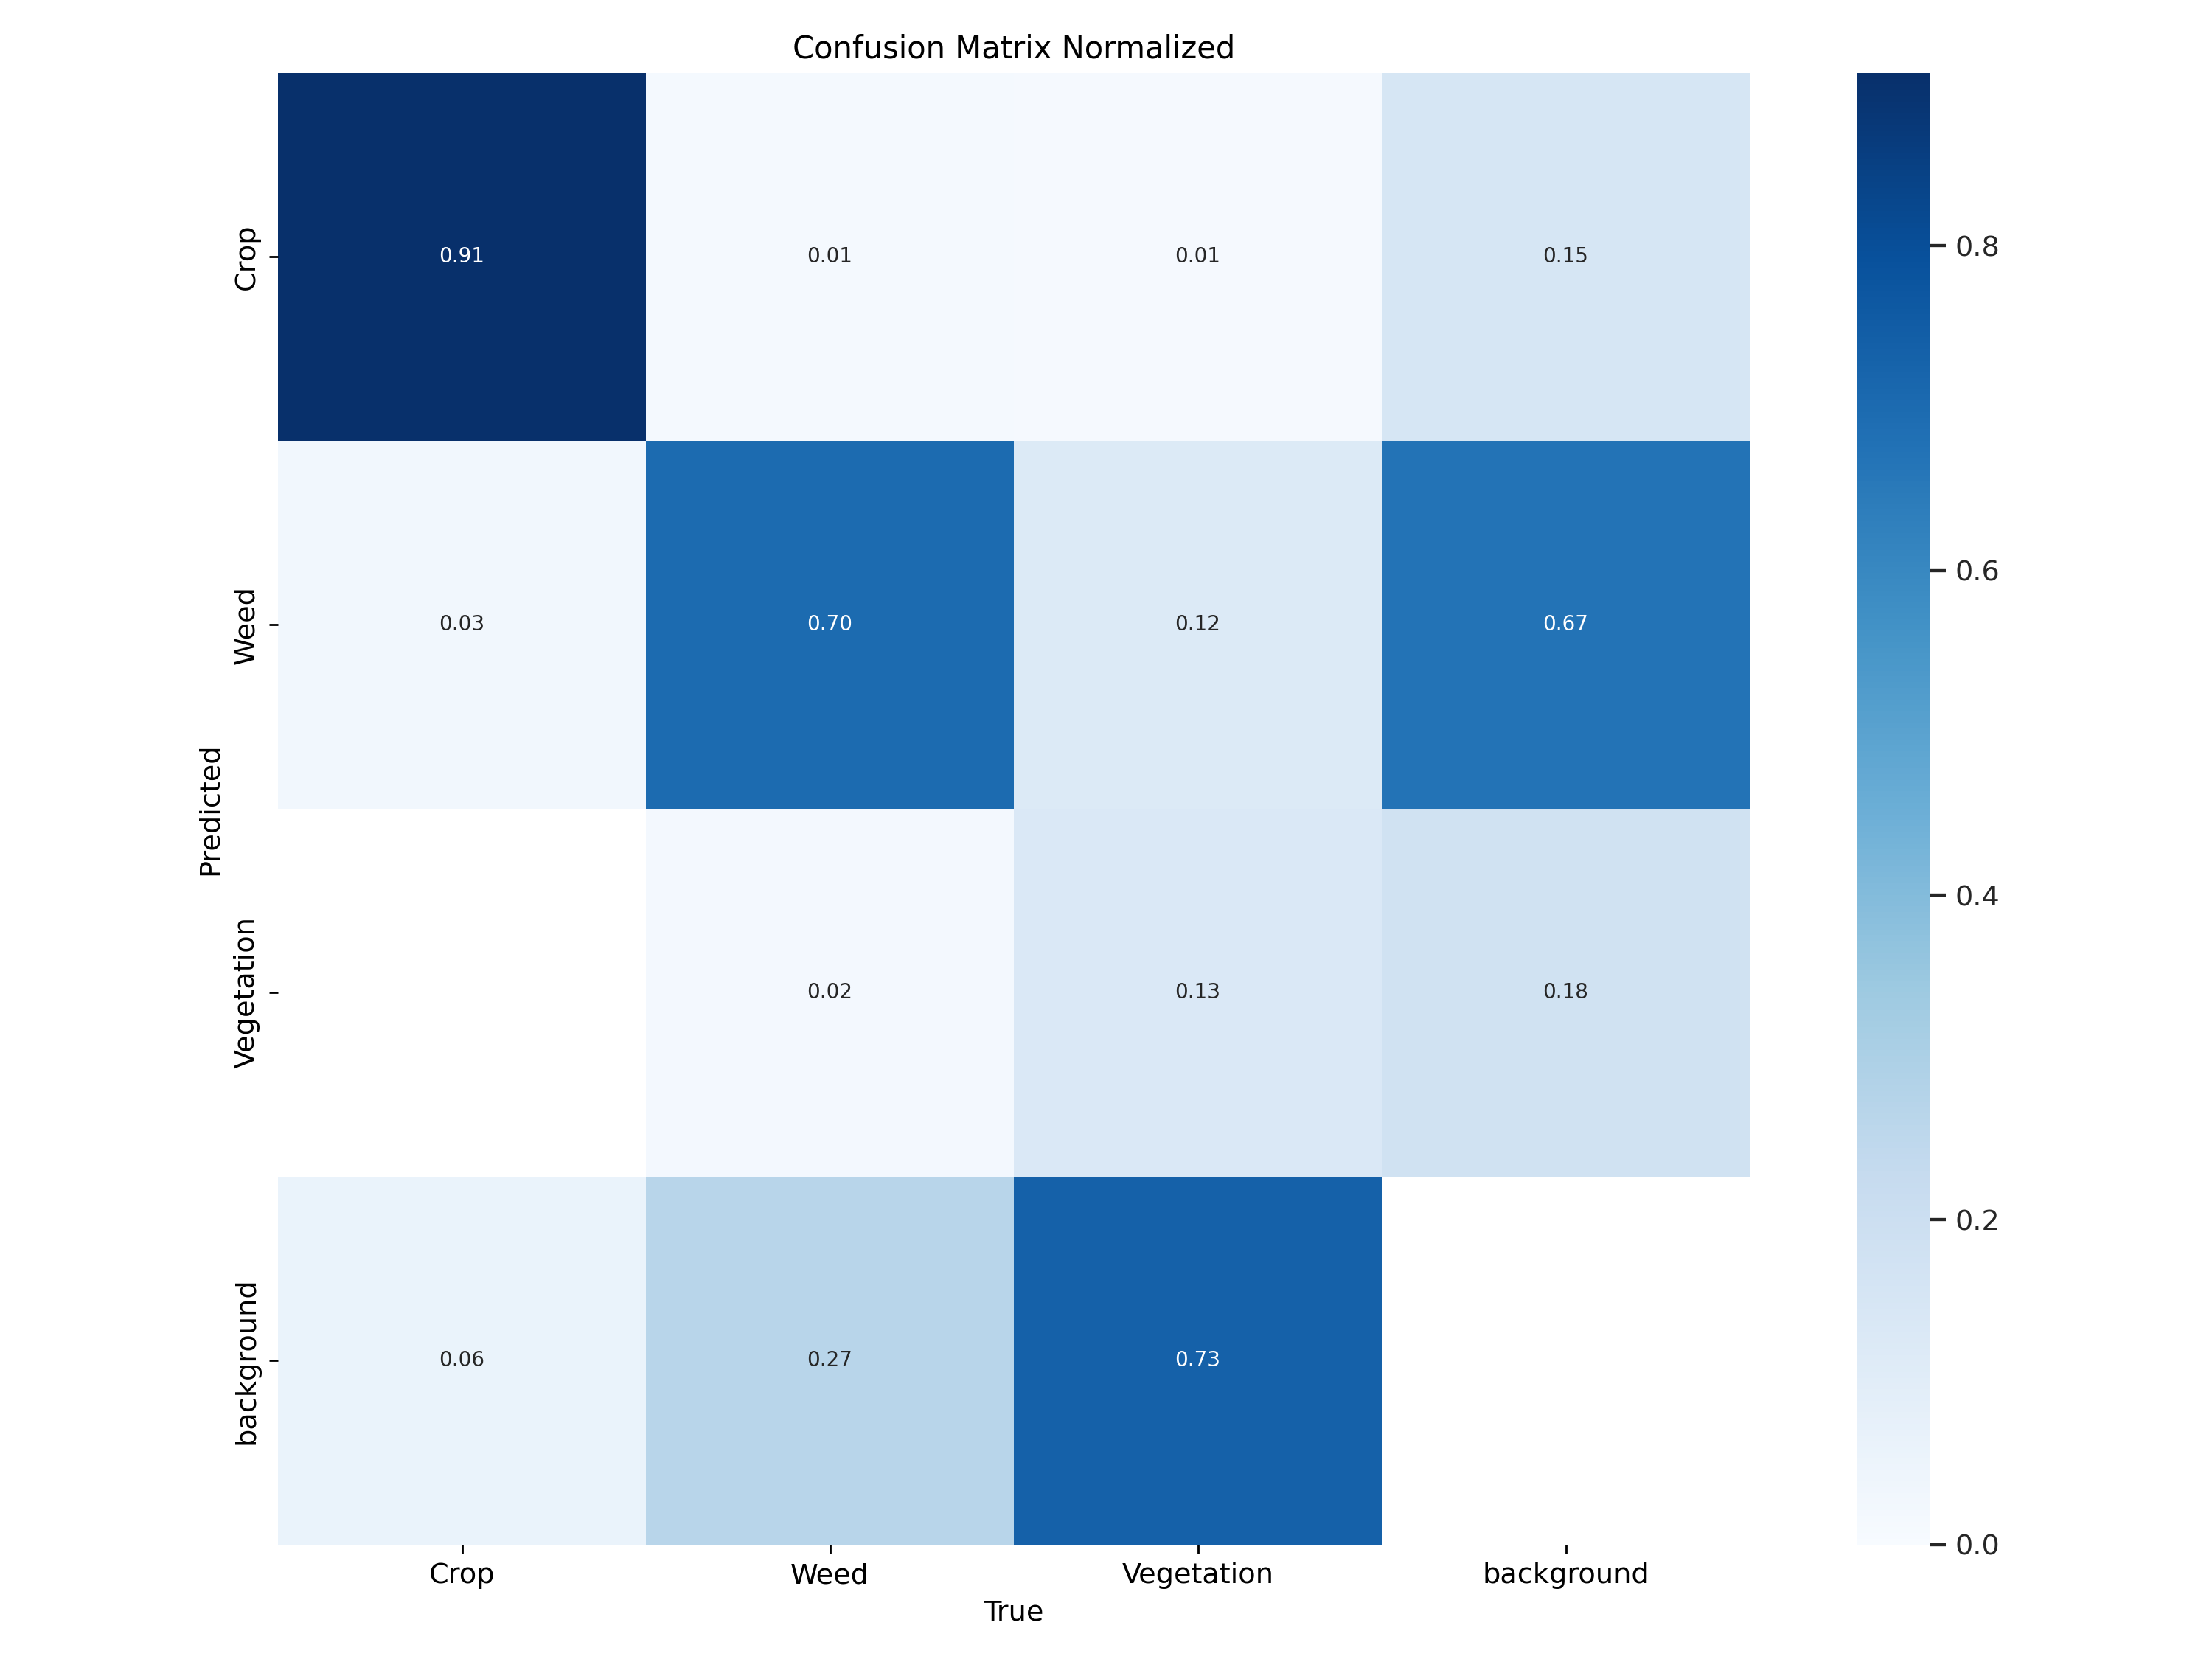 Confusion Matrix Normalized
Crop
0.91
0.01
0.01
0.15
0.8
Weed
0.03
0.70
0.12
0.67
0.6
Predicted
Vegetation
0.02
0.13
0.18
0.4
background
0.06
0.27
0.73
0.2
0.0
Crop
Weed
Vegetation
background
True